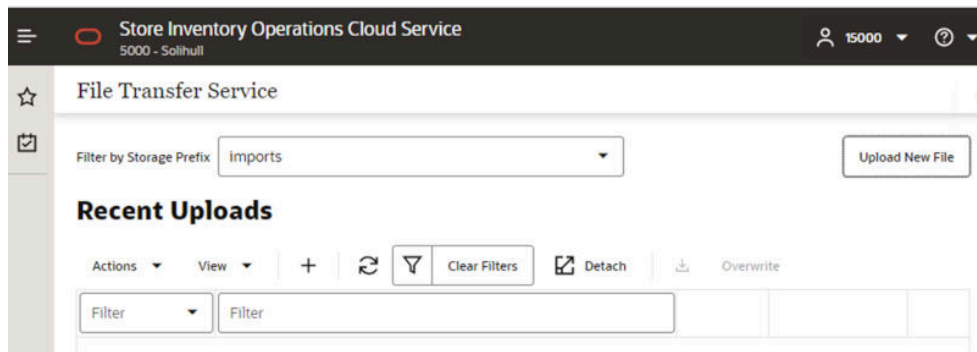 Store Inventory Operations Cloud Service
5000 - Solihull
15000
File Transfer Service
Filter by Storage Prefix imports
Upload New File
Recent Uploads
Actions View Clear Filters Detach Overwrite
Filter Filter